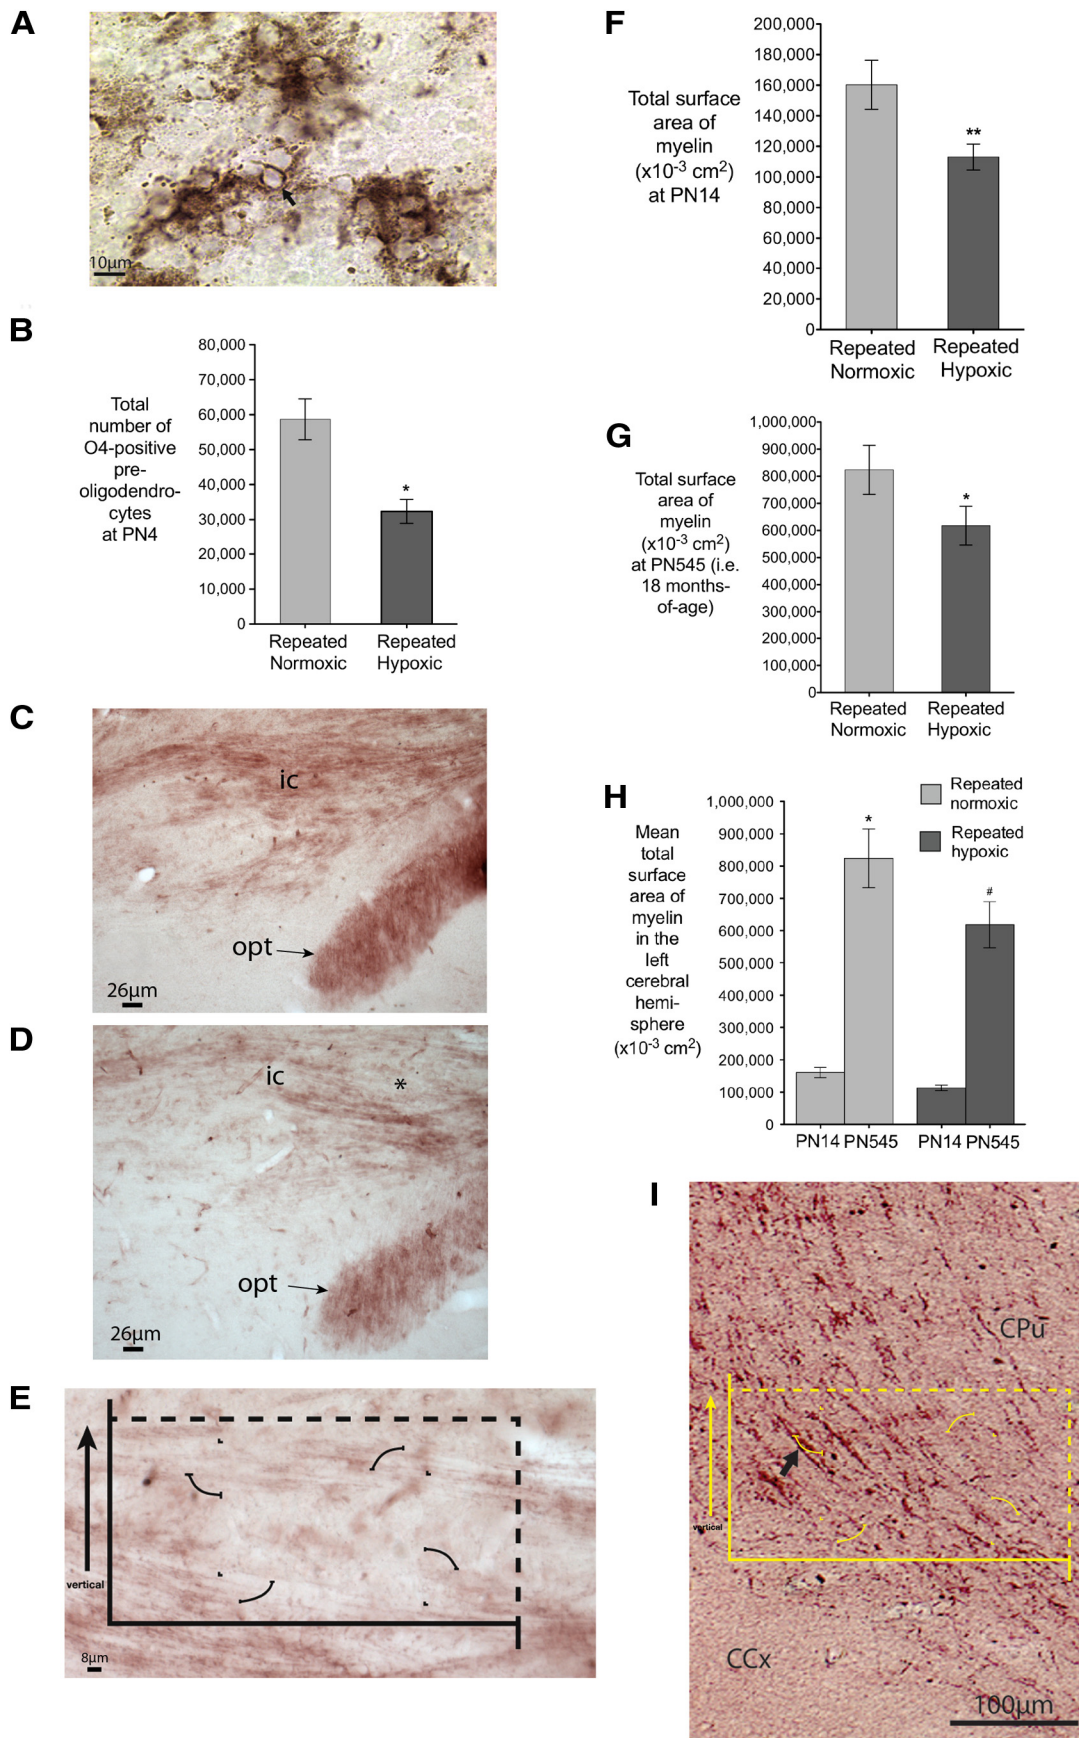 A
10µm
B
80,000
70,000
60,000
50,000
40,000
30,000
20,000
10,000
0
Total
number of
O4-positive
pre-
oligodendro-
cytes
at PN4
*
Repeated
Normoxic
Repeated
Hypoxic
C
ic
opt
26µm
D
ic
*
opt
26µm
E
vertical
8µm
F
200,000
180,000
160,000
140,000
120,000
100,000
80,000
60,000
40,000
20,000
0
Total surface
area of
myelin
(x10-3 cm2)
at PN14
**
Repeated
Normoxic
Repeated
Hypoxic
G
1,000,000
900,000
800,000
700,000
600,000
500,000
400,000
300,000
200,000
100,000
0
Total surface
area of
myelin
(x10-3 cm2)
at PN545 (i.e.
18 months-
of-age)
*
Repeated
Normoxic
Repeated
Hypoxic
H
Repeated
normoxic
Repeated
hypoxic
1,000,000
900,000
800,000
700,000
600,000
500,000
400,000
300,000
200,000
100,000
0
Mean
total
surface
area of
myelin
in the
left
cerebral
hemi-
sphere
(x10-3 cm2)
*
#
PN14 PN545 PN14 PN545
I
CPu
vertical
CCx
100µm